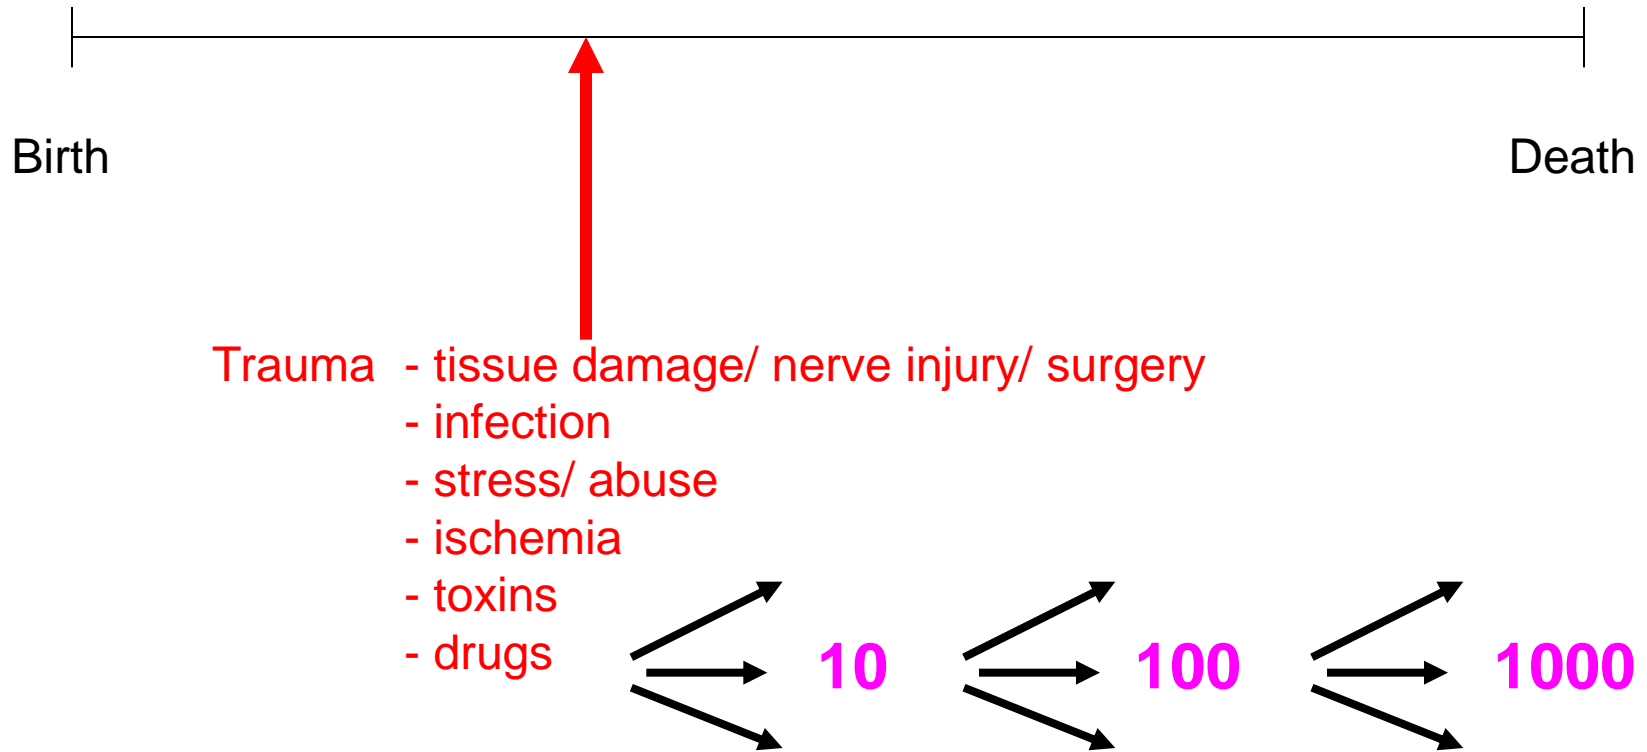 Birth Death
Trauma - tissue damage/ nerve injury/ surgery
- infection
- stress/ abuse
- ischemia
- toxins
- drugs
10 100 1000